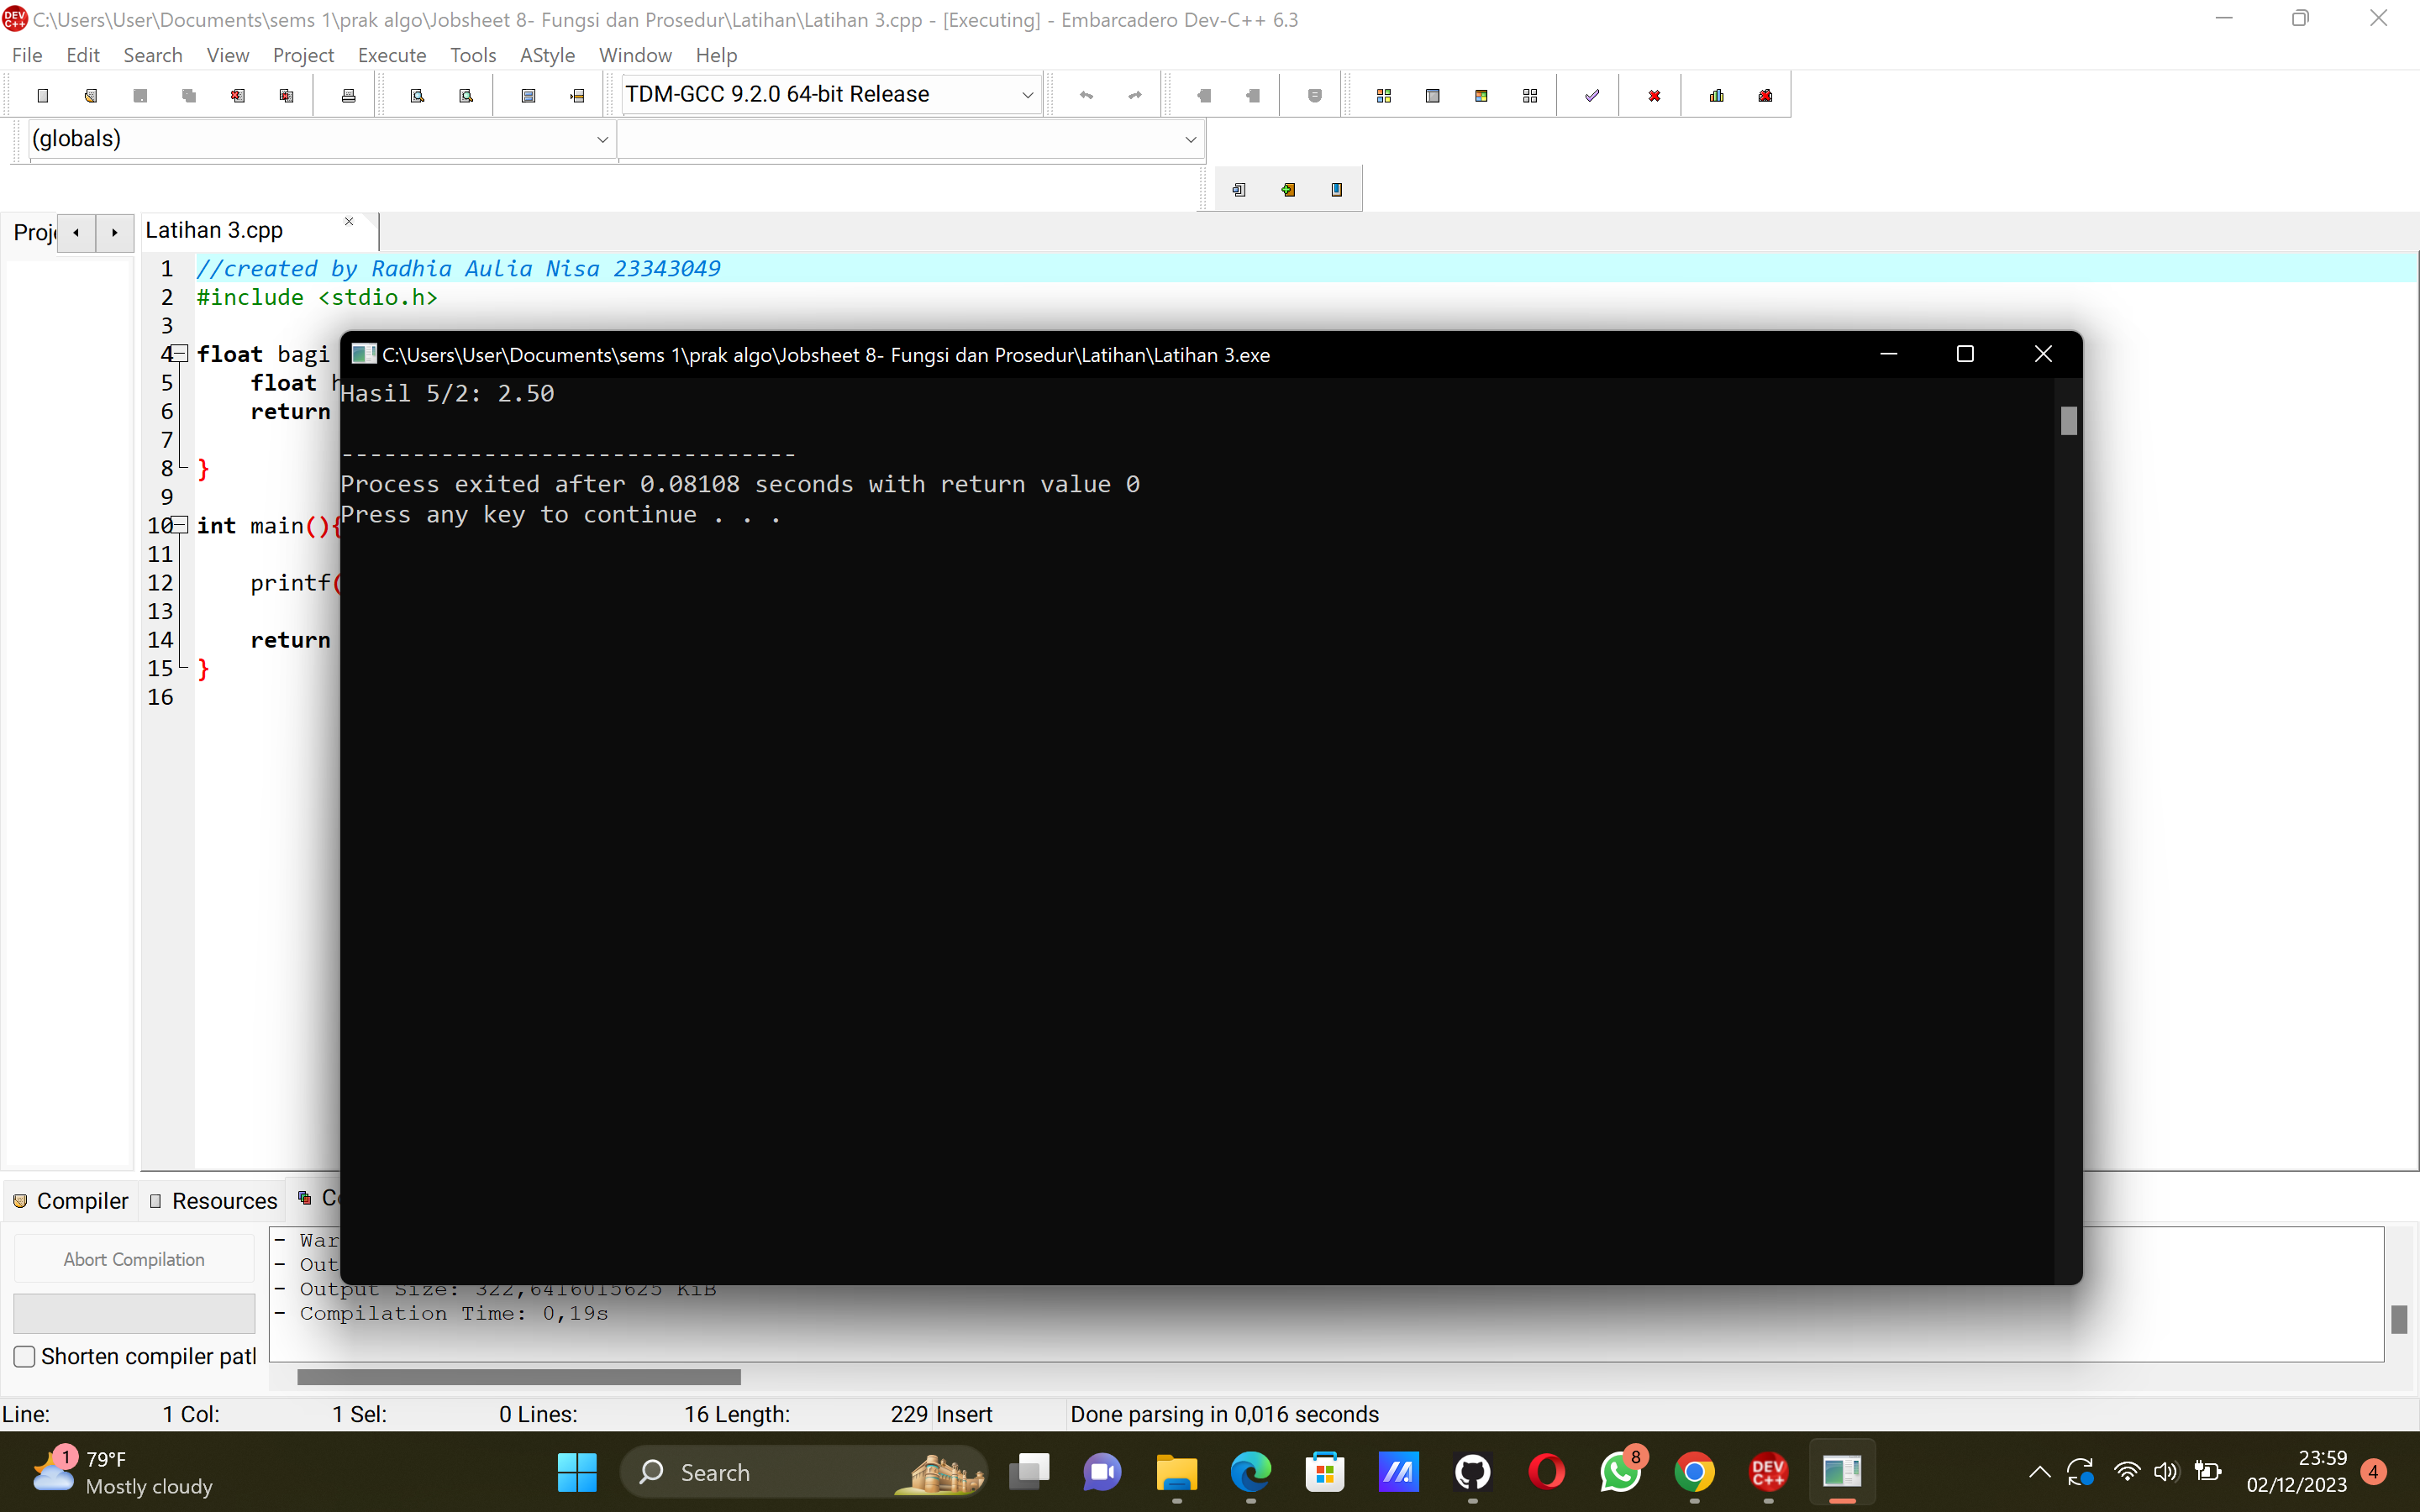 C:\Users\User\Documents\sems 1\prak algo\Jobsheet 8- Fungsi dan Prosedur\Latihan\Latihan 3.cpp - [Executing] - Embarcadero Dev-C++ 6.3
File Edit Search View Project Execute Tools AStyle Window Help
TDM-GCC 9.2.0 64-bit Release
(globals)
Proj
Latihan 3.cpp
1 //created by Radhia Aulia Nisa 23343049
2 #include <stdio.h>
3
4 float bagi
5 float h
6 return
7
8 }
9
10 int main(){
11
12 printf(
13
14 return
15 }
16
C:\Users\User\Documents\sems 1\prak algo\Jobsheet 8- Fungsi dan Prosedur\Latihan\Latihan 3.exe
Hasil 5/2: 2.50
--------------------------------
Process exited after 0.08108 seconds with return value 0
Press any key to continue . . .
Compiler Resources Co
Abort Compilation
Shorten compiler patl
- War
- Out
- Output Size: 322,6416015625 KiB
- Compilation Time: 0,19s
Line: 1 Col: 1 Sel: 0 Lines: 16 Length: 229 Insert Done parsing in 0,016 seconds
1
79°F
Mostly cloudy
Search
8
DEV C++
23:59
02/12/2023
4